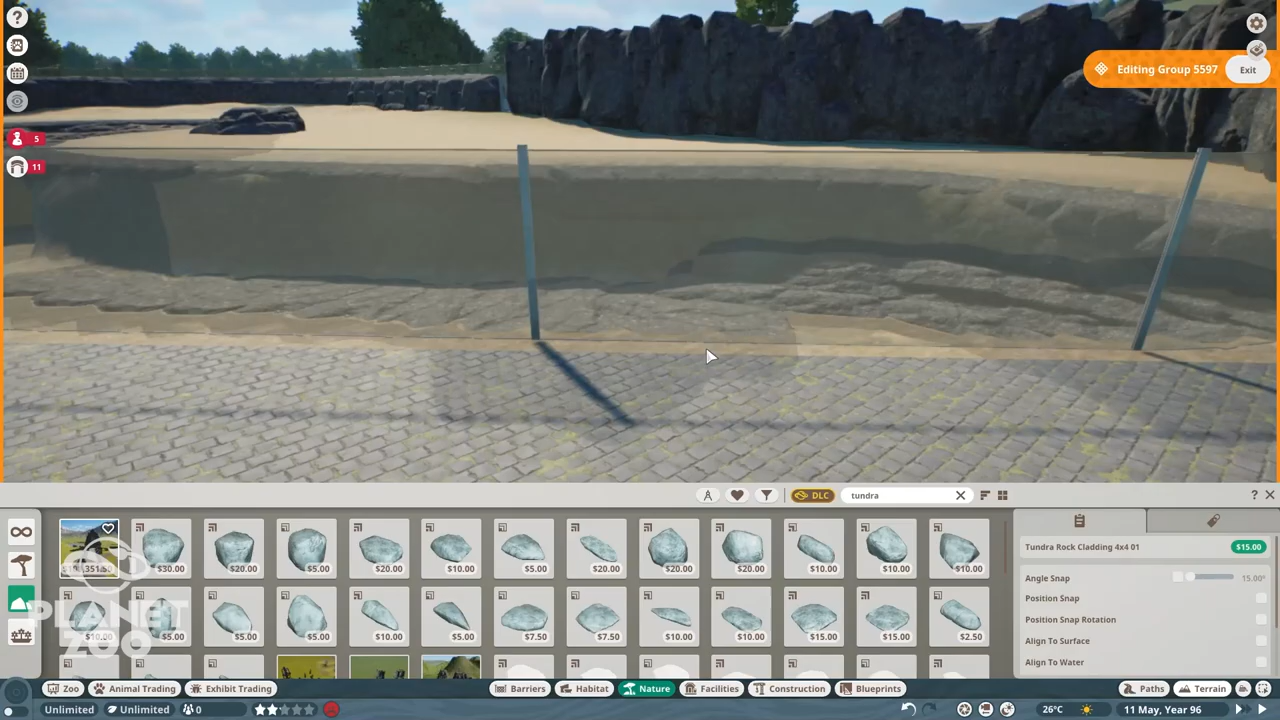 Editing Group 5597
Exit
5
11
DLC
tundra
?
$30.00
$20.00
$5.00
$20.00
$10.00
$5.00
$20.00
$20.00
$20.00
$10.00
$10.00
$10.00
$10.00
$5.00
$5.00
$5.00
$10.00
$5.00
$7.50
$7.50
$10.00
$10.00
$15.00
$15.00
$2.50
PLANET
ZOO
Tundra Rock Cladding 4x4 01
$15.00
Angle Snap
15.00°
Position Snap
Position Snap Rotation
Align To Surface
Align To Water
Zoo
Animal Trading
Exhibit Trading
Barriers
Habitat
Nature
Facilities
Construction
Blueprints
Paths
Terrain
Unlimited
Unlimited
0
26°C
11 May, Year 96